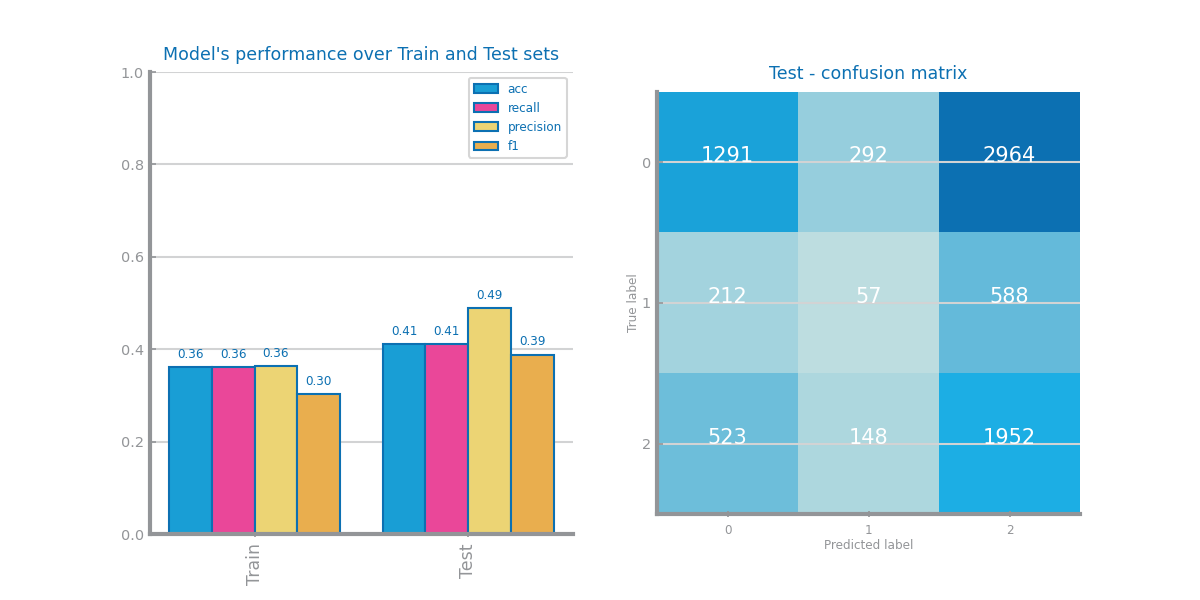 Model's performance over Train and Test sets
1.0
0.8
0.6
0.4
0.2
0.0
acc
recall
precision
f1
0.36
0.36
0.36
0.30
0.41
0.41
0.49
0.39
Train
Test
Test - confusion matrix
True label
0
1
2
1291 292 2964
212 57 588
523 148 1952
0 1 2
Predicted label